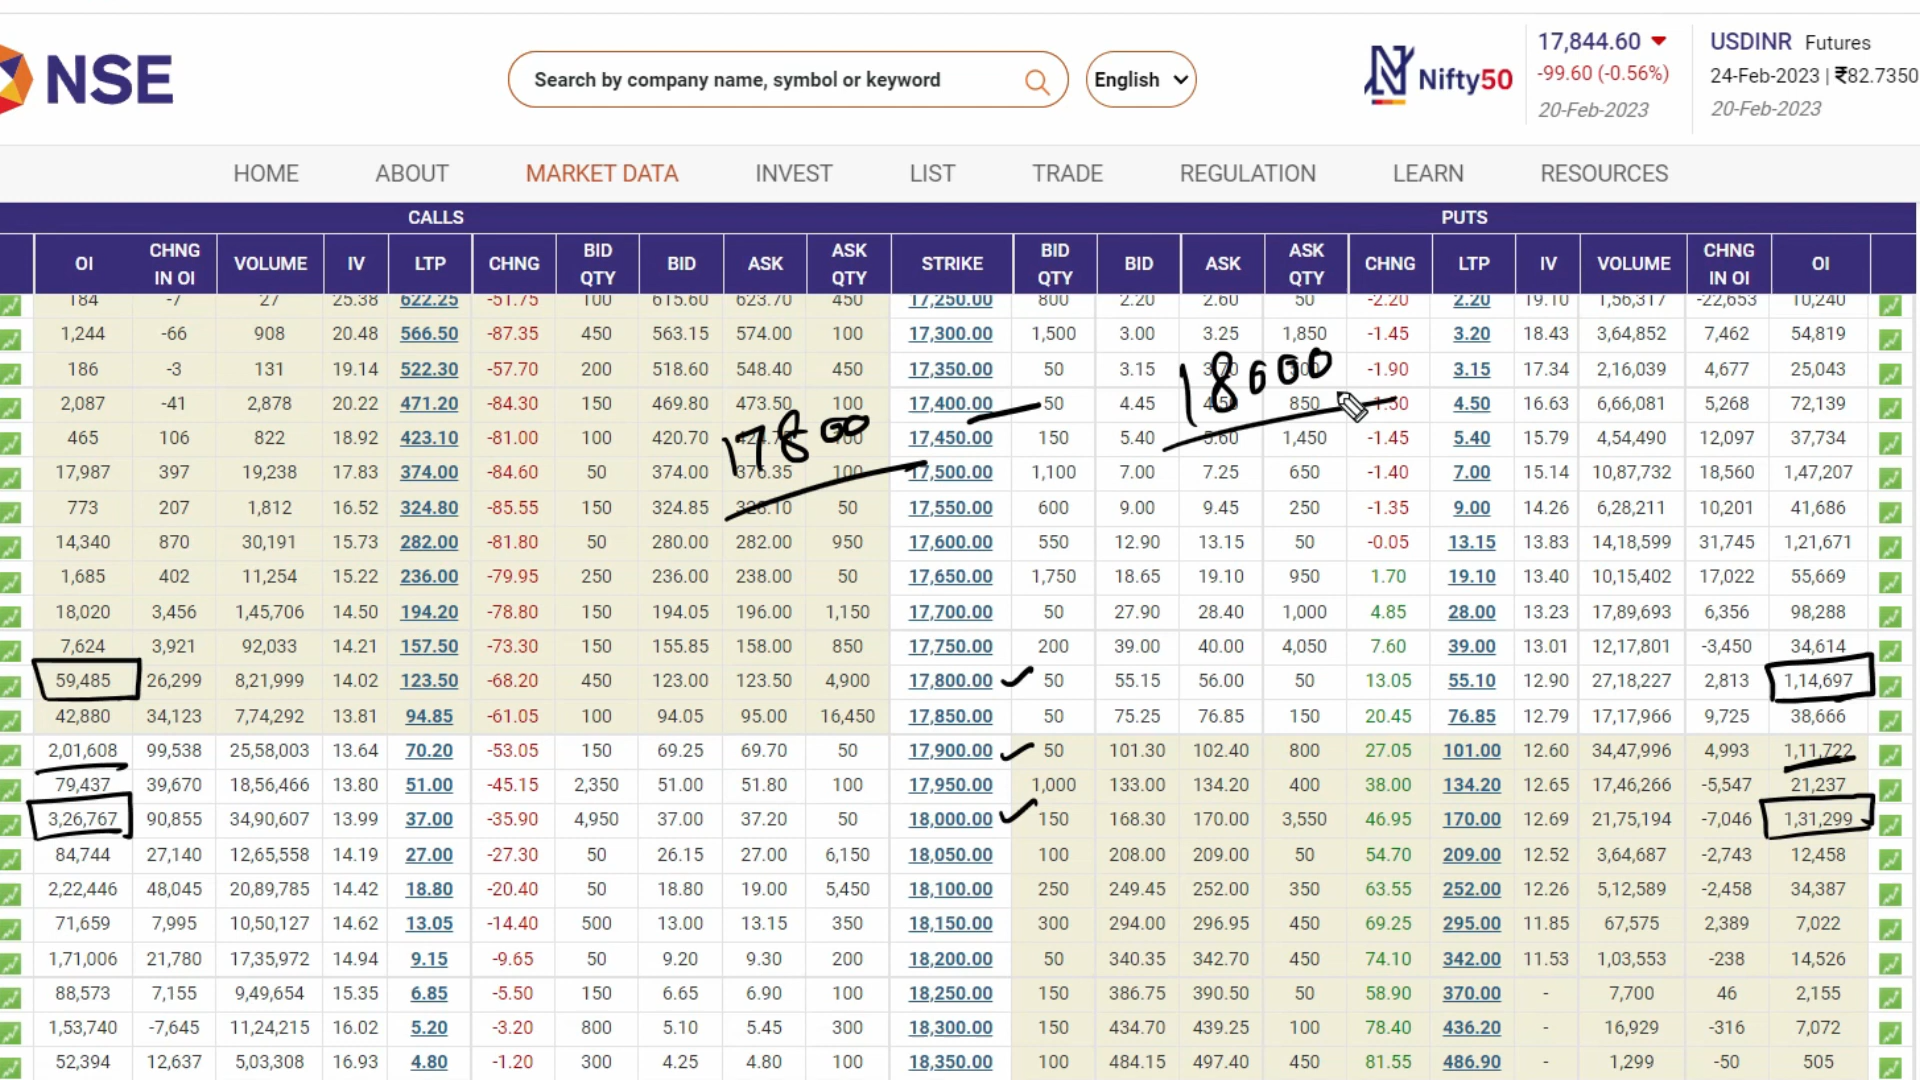 NSE
Search by company name, symbol or keyword
English
Nifty50
17,844.60
-99.60 (-0.56%)
20-Feb-2023
USDINR Futures
24-Feb-2023 | ₹82.7350
20-Feb-2023
HOME ABOUT MARKET DATA INVEST LIST TRADE REGULATION LEARN RESOURCES
CALLS PUTS
OI CHNG IN OI VOLUME IV LTP CHNG BID QTY BID ASK ASK QTY STRIKE BID QTY BID ASK ASK QTY CHNG LTP IV VOLUME CHNG IN OI OI
184 -7 27 25.38 622.25 -51.75 100 615.60 623.70 450 17,250.00 800 2.20 2.60 50 -2.20 2.20 19.10 1,56,317 -22,653 10,240
1,244 -66 908 20.48 566.50 -87.35 450 563.15 574.00 100 17,300.00 1,500 3.00 3.25 1,850 -1.45 3.20 18.43 3,64,852 7,462 54,819
186 -3 131 19.14 522.30 -57.70 200 518.60 548.40 450 17,350.00 50 3.15 -1.90 3.15 17.34 2,16,039 4,677 25,043
18000
2,087 -41 2,878 20.22 471.20 -84.30 150 469.80 473.50 100 17,400.00 50 4.45 850 4.50 16.63 6,66,081 5,268 72,139
17800
465 106 822 18.92 423.10 -81.00 100 420.70 17,450.00 150 5.40 5.60 1,450 -1.45 5.40 15.79 4,54,490 12,097 37,734
17,987 397 19,238 17.83 374.00 -84.60 50 374.00 376.35 100 17,500.00 1,100 7.00 7.25 650 -1.40 7.00 15.14 10,87,732 18,560 1,47,207
773 207 1,812 16.52 324.80 -85.55 150 324.85 50 17,550.00 600 9.00 9.45 250 -1.35 9.00 14.26 6,28,211 10,201 41,686
14,340 870 30,191 15.73 282.00 -81.80 50 280.00 282.00 950 17,600.00 550 12.90 13.15 50 -0.05 13.15 13.83 14,18,599 31,745 1,21,671
1,685 402 11,254 15.22 236.00 -79.95 250 236.00 238.00 50 17,650.00 1,750 18.65 19.10 950 1.70 19.10 13.40 10,15,402 17,022 55,669
18,020 3,456 1,45,706 14.50 194.20 -78.80 150 194.05 196.00 1,150 17,700.00 50 27.90 28.40 1,000 4.85 28.00 13.23 17,89,693 6,356 98,288
7,624 3,921 92,033 14.21 157.50 -73.30 150 155.85 158.00 850 17,750.00 200 39.00 40.00 4,050 7.60 39.00 13.01 12,17,801 -3,450 34,614
59,485 26,299 8,21,999 14.02 123.50 -68.20 450 123.00 123.50 4,900 17,800.00 50 55.15 56.00 50 13.05 55.10 12.90 27,18,227 2,813 1,14,697
42,880 34,123 7,74,292 13.81 94.85 -61.05 100 94.05 95.00 16,450 17,850.00 50 75.25 76.85 150 20.45 76.85 12.79 17,17,966 9,725 38,666
2,01,608 99,538 25,58,003 13.64 70.20 -53.05 150 69.25 69.70 50 17,900.00 50 101.30 102.40 800 27.05 101.00 12.60 34,47,996 4,993 1,11,722
79,437 39,670 18,56,466 13.80 51.00 -45.15 2,350 51.00 51.80 100 17,950.00 1,000 133.00 134.20 400 38.00 134.20 12.65 17,46,266 -5,547 21,237
3,26,767 90,855 34,90,607 13.99 37.00 -35.90 4,950 37.00 37.20 50 18,000.00 150 168.30 170.00 3,550 46.95 170.00 12.69 21,75,194 -7,046 1,31,299
84,744 27,140 12,65,558 14.19 27.00 -27.30 50 26.15 27.00 6,150 18,050.00 100 208.00 209.00 50 54.70 209.00 12.52 3,64,687 -2,743 12,458
2,22,446 48,045 20,89,785 14.42 18.80 -20.40 50 18.80 19.00 5,450 18,100.00 250 249.45 252.00 350 63.55 252.00 12.26 5,12,589 -2,458 34,387
71,659 7,995 10,50,127 14.62 13.05 -14.40 500 13.00 13.15 350 18,150.00 300 294.00 296.95 450 69.25 295.00 11.85 67,575 2,389 7,022
1,71,006 21,780 17,35,972 14.94 9.15 -9.65 50 9.20 9.30 200 18,200.00 50 340.35 342.70 450 74.10 342.00 11.53 1,03,553 -238 14,526
88,573 7,155 9,49,654 15.35 6.85 -5.50 150 6.65 6.90 100 18,250.00 150 386.75 390.50 50 58.90 370.00 - 7,700 46 2,155
1,53,740 -7,645 11,24,215 16.02 5.20 -3.20 800 5.10 5.45 300 18,300.00 150 434.70 439.25 100 78.40 436.20 - 16,929 -316 7,072
52,394 12,637 5,03,308 16.93 4.80 -1.20 300 4.25 4.80 100 18,350.00 100 484.15 497.40 450 81.55 486.90 - 1,299 -50 505